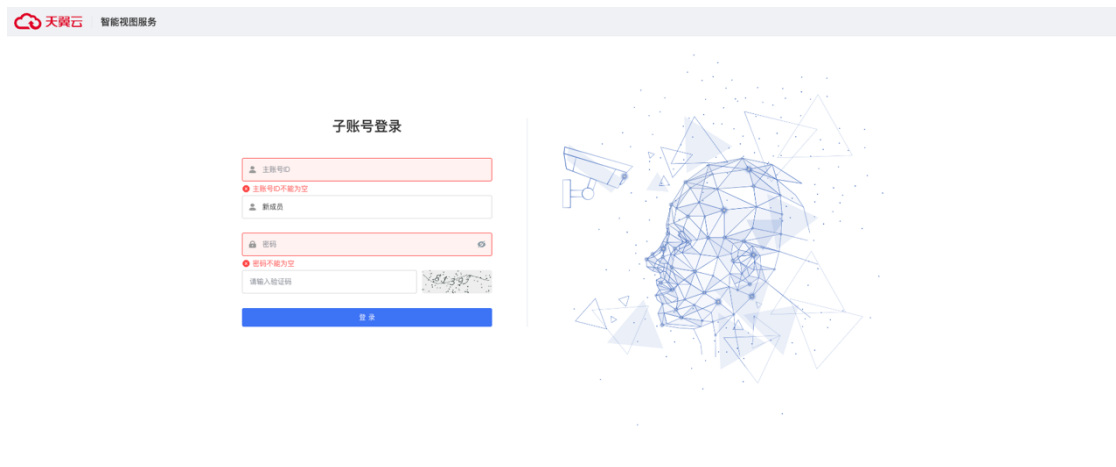 天翼云 智能视图服务
子账号登录
主账号ID
主账号ID不能为空
新成员
密码
密码不能为空
请输入验证码
登录